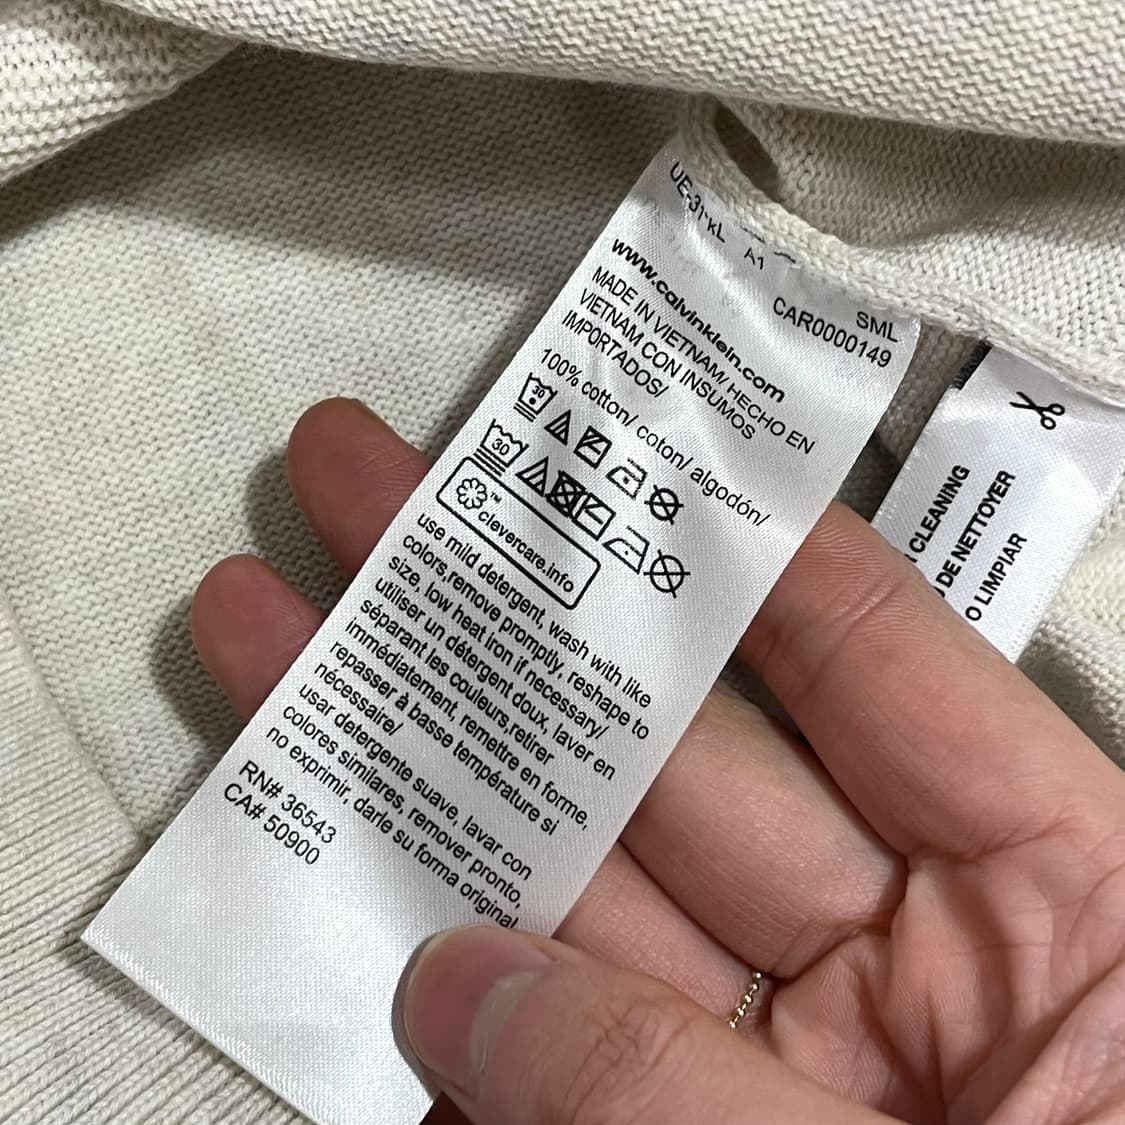 A1
SML
CAR0000149
www.calvinklein.com
MADE IN VIETNAM/ HECHO EN
VIETNAM CON INSUMOS
IMPORTADOS/
100% cotton/ coton/ algodón/
30
30
™
clevercare.info
use mild detergent, wash with like
colors,remove promptly, reshape to
size, low heat iron if necessary/
utiliser un détergent doux, laver en
séparant les couleurs,retirer
immédiatement, remettre en forme,
repasser à basse température si
nécessaire/
usar detergente suave, lavar con
colores similares, remover pronto,
no exprimir, darle su forma original
RN# 36543
CA# 50900
CLEANING
DE NETTOYER
O LIMPIAR